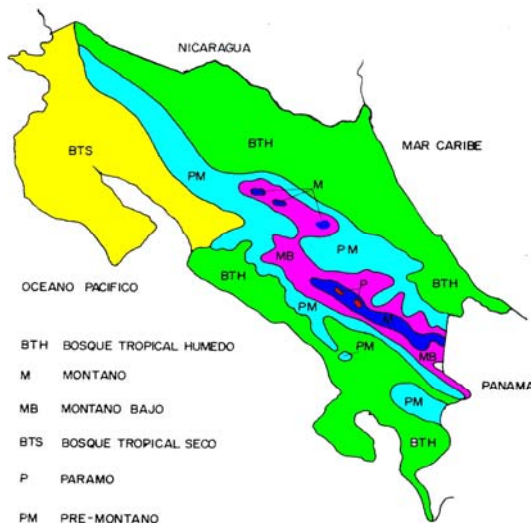 NICARAGUA
MAR CARIBE
BTH
BTS
PM
M
PM
MB
BTH
BTH
P
OCEANO PACIFICO
PM
M
PM
MB
BTH BOSQUE TROPICAL HUMEDO
M MONTANO
PANAMA
PM
MB MONTANO BAJO
BTH
BTS BOSQUE TROPICAL SECO
P PARAMO
PM PRE-MONTANO